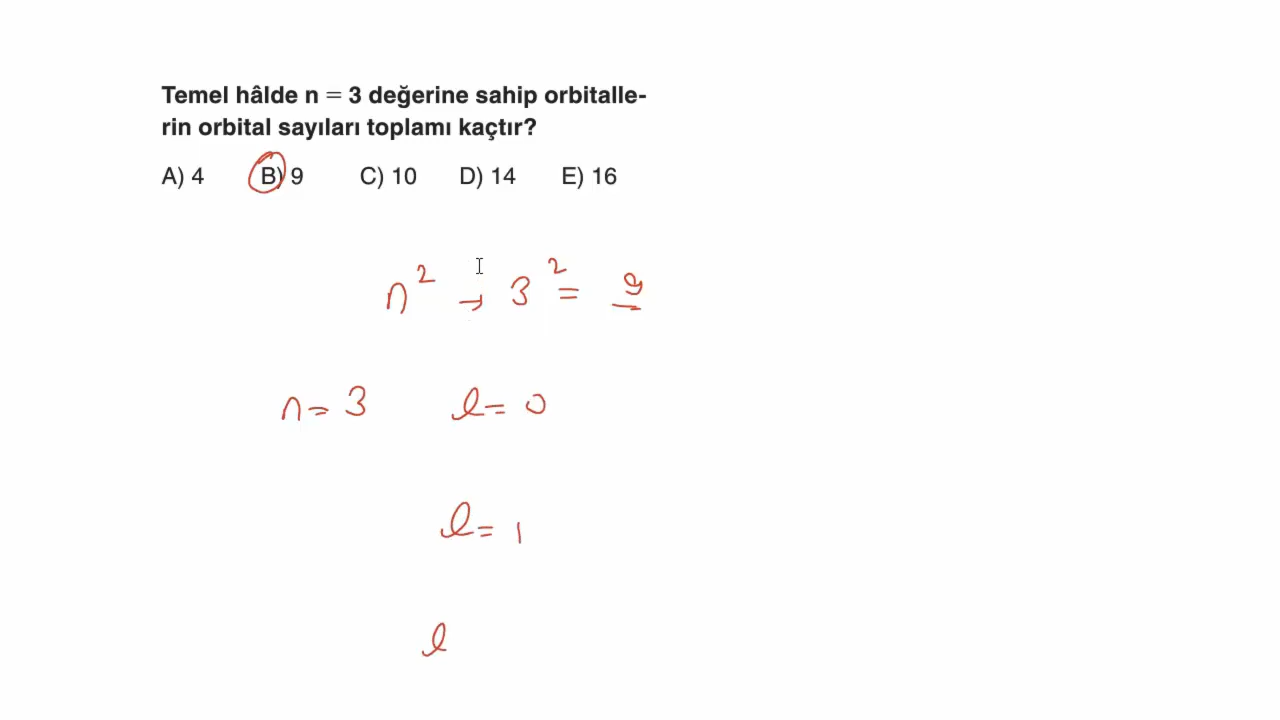 Temel hâlde n = 3 değerine sahip orbitalle-
rin orbital sayıları toplamı kaçtır?
A) 4 B) 9 C) 10 D) 14 E) 16
n² → 3² = 9
n = 3 l = 0
l = 1
l